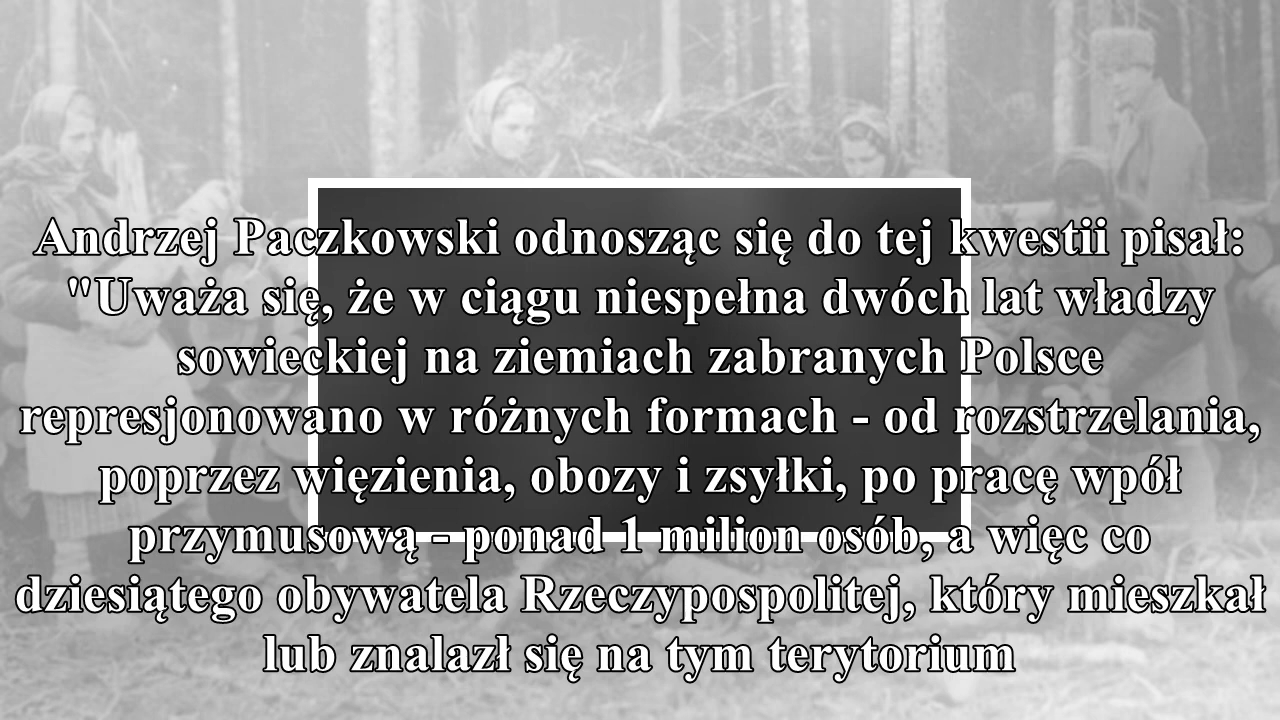 Andrzej Paczkowski odnosząc się do tej kwestii pisał:
"Uważa się, że w ciągu niespełna dwóch lat władzy
sowieckiej na ziemiach zabranych Polsce
represjonowano w różnych formach - od rozstrzelania,
poprzez więzienia, obozy i zsyłki, po pracę wpół
przymusową - ponad 1 milion osób, a więc co
dziesiątego obywatela Rzeczypospolitej, który mieszkał
lub znalazł się na tym terytorium